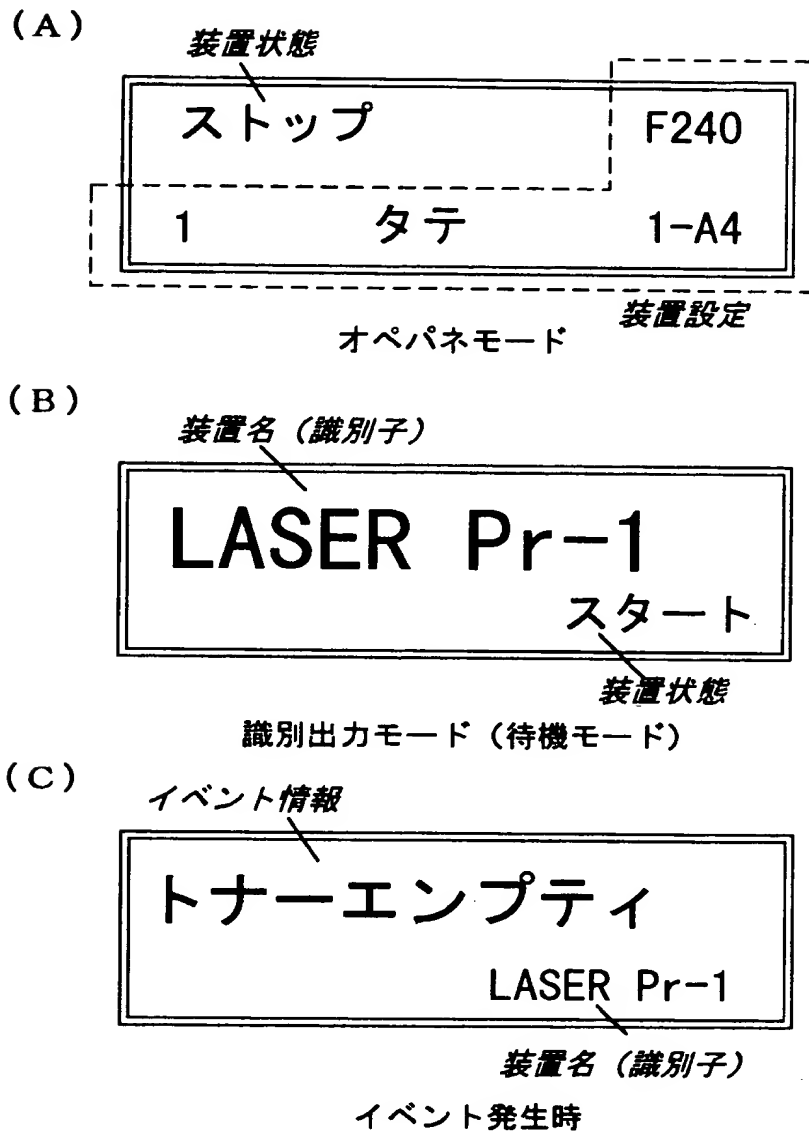 (A)
装置状態
ストップ F240
1 タテ 1-A4
装置設定
オペパネモード
(B)
装置名(識別子)
LASER Pr-1
スタート
装置状態
識別出力モード(待機モード)
(C)
イベント情報
トナーエンプティ
LASER Pr-1
装置名(識別子)
イベント発生時